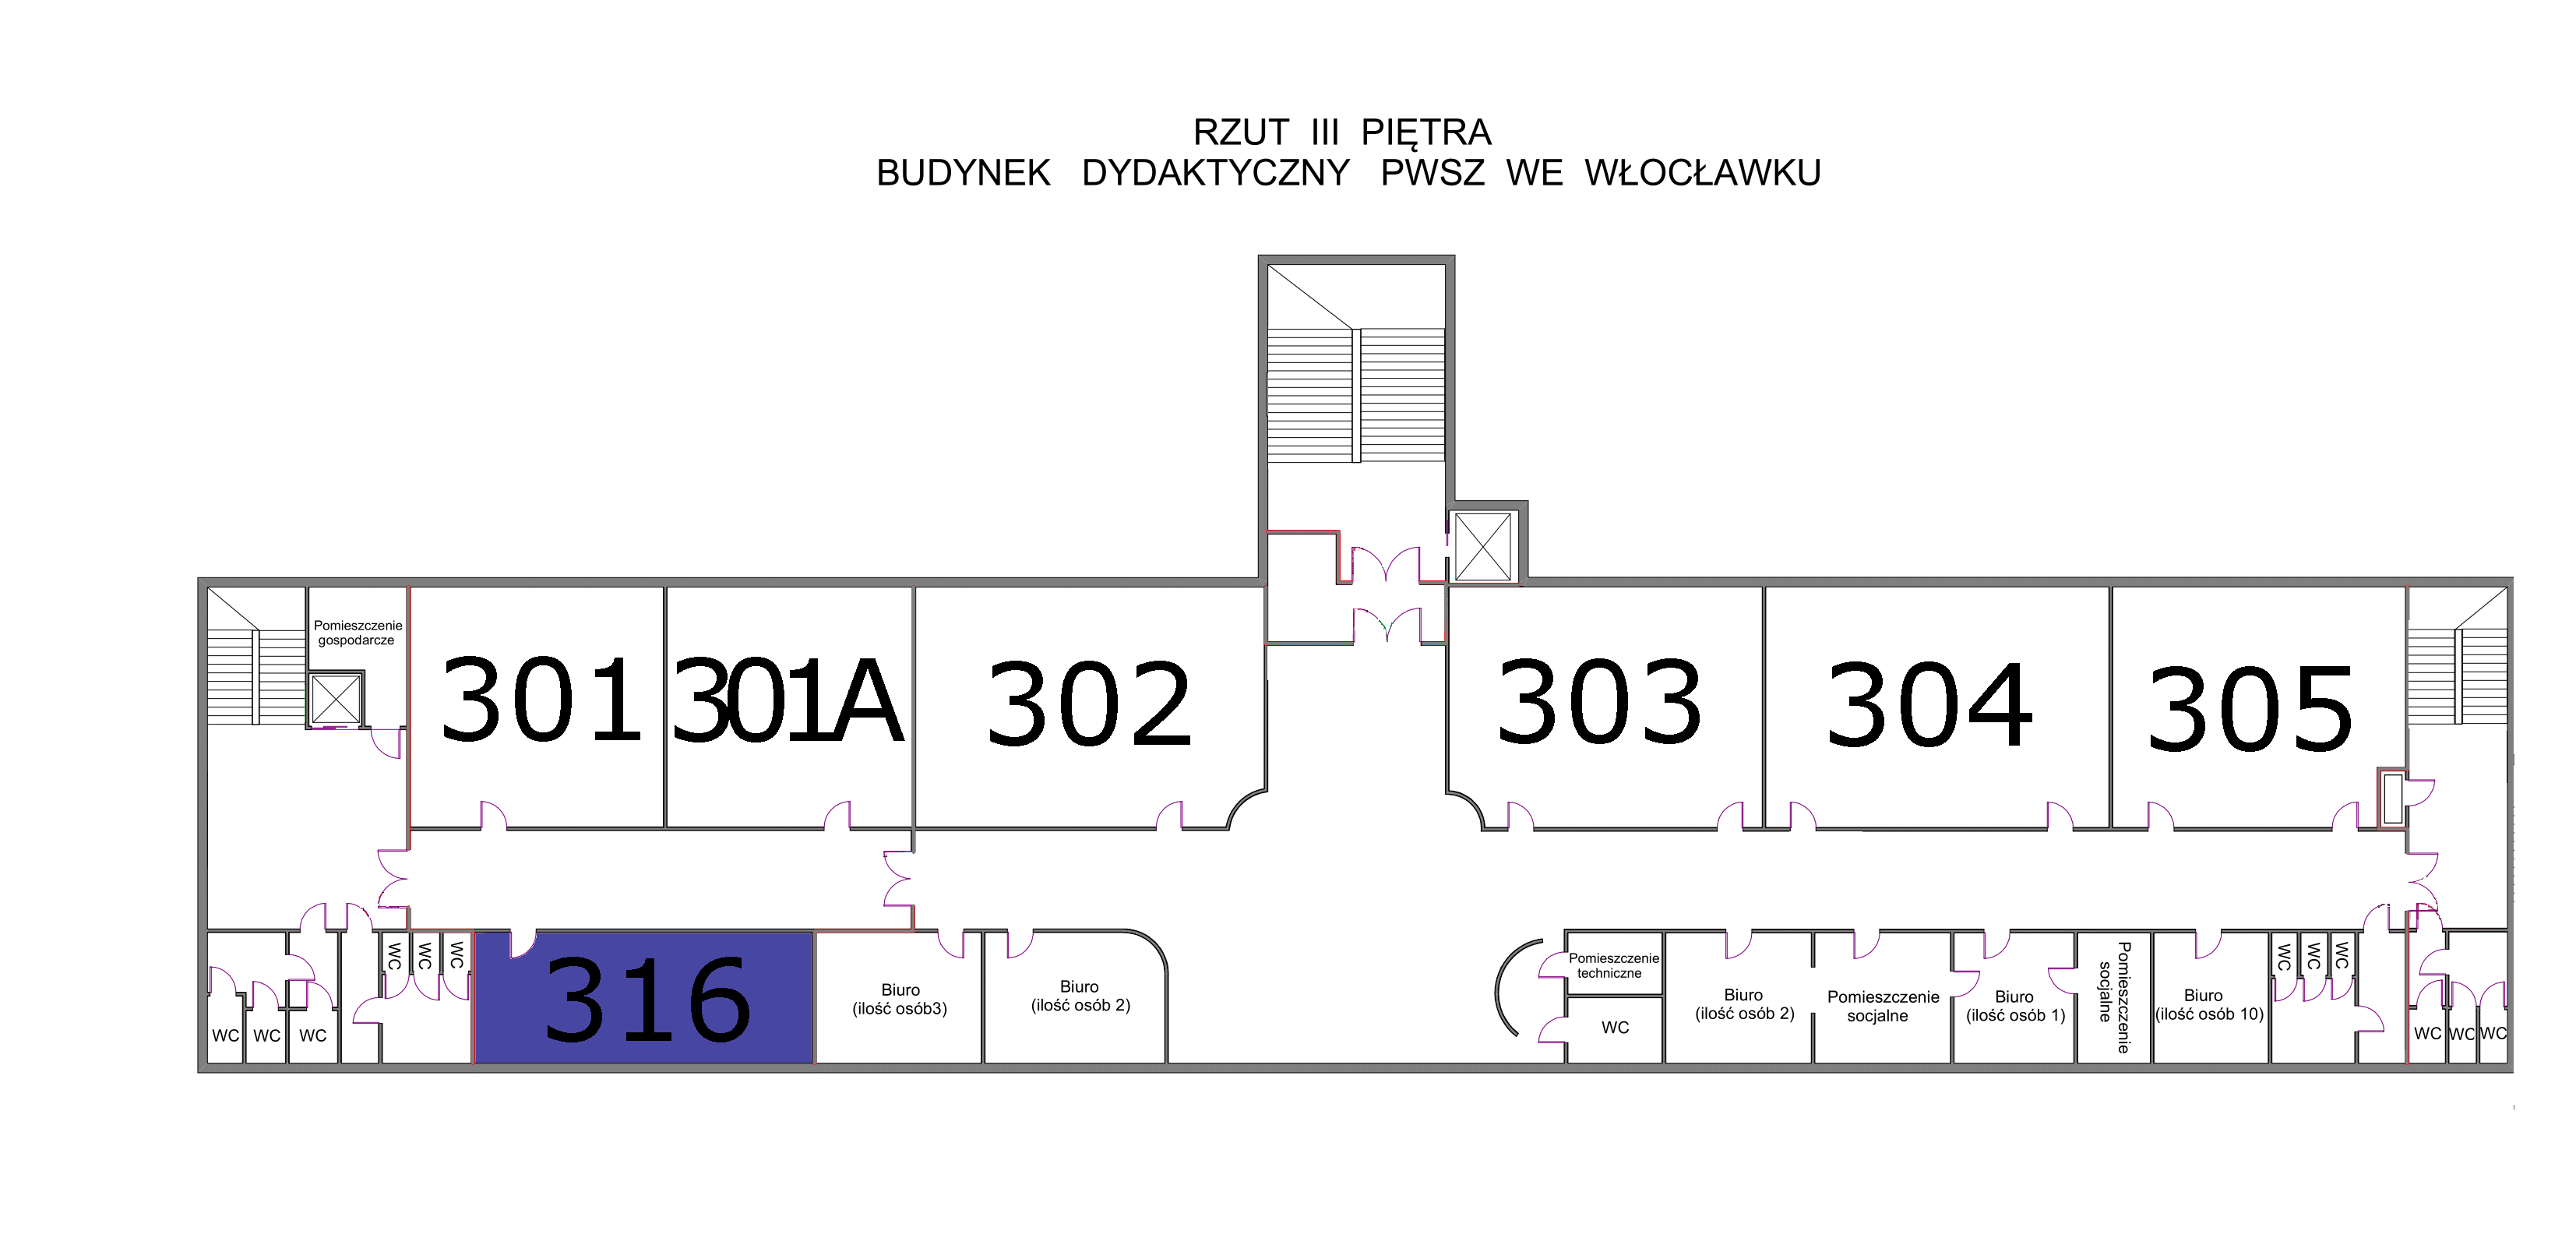 RZUT III PIĘTRA
BUDYNEK DYDAKTYCZNY PWSZ WE WŁOCŁAWKU
Pomieszczenie
gospodarcze
301
301A
302
303
304
305
WC
WC
WC
WC
WC
WC
316
Biuro
(ilość osób3)
Biuro
(ilość osób 2)
Pomieszczenie
techniczne
WC
Biuro
(ilość osób 2)
Pomieszczenie
socjalne
Biuro
(ilość osób 1)
Pomieszczenie
socjalne
Biuro
(ilość osób 10)
WC
WC
WC
WC
WC
WC